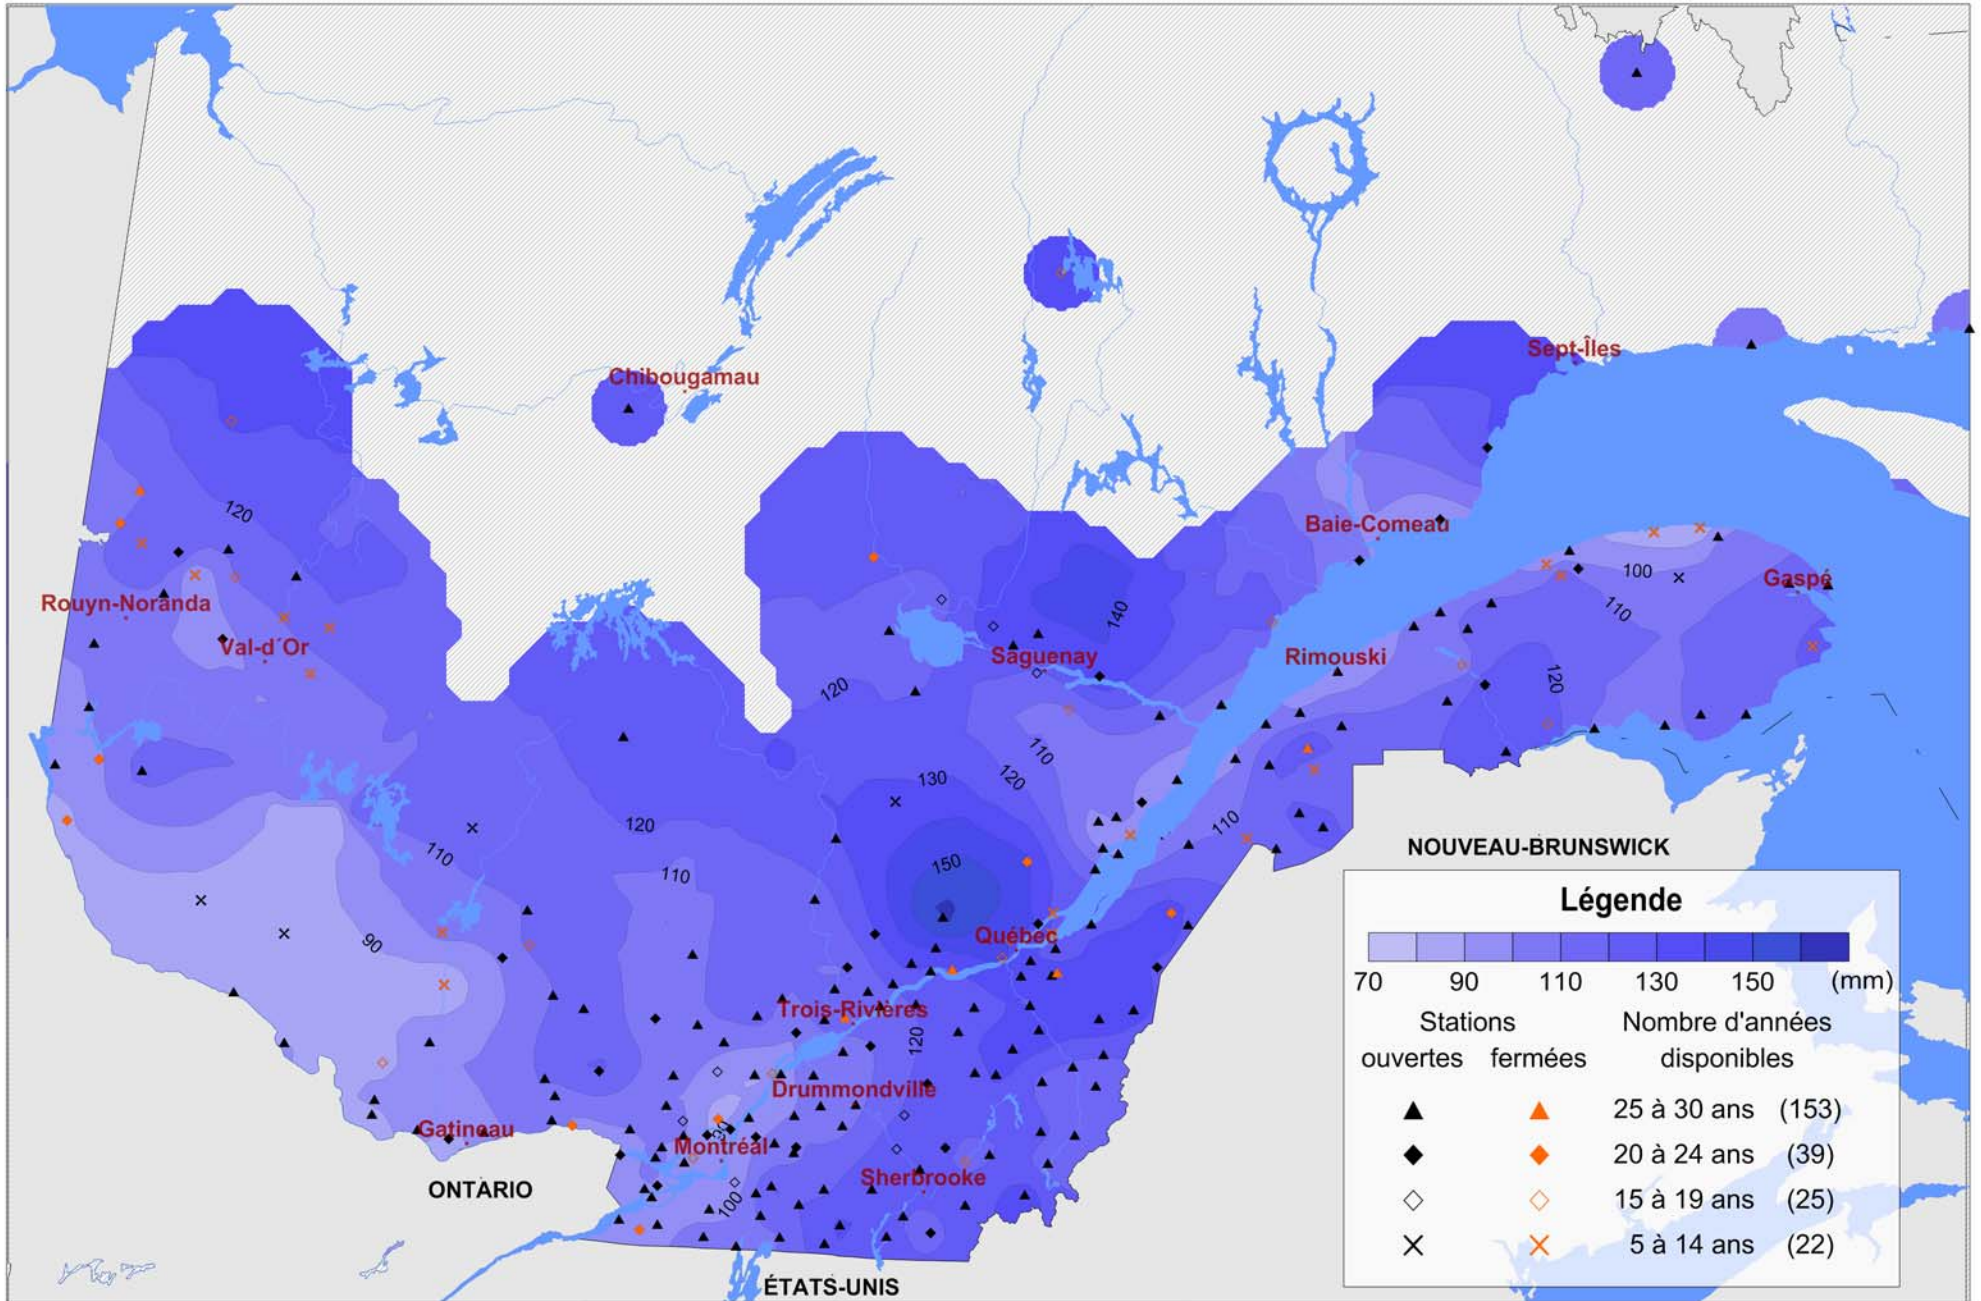 Sept-Îles
Chibougamau
120
Baie-Comeau
100
Gaspé
Rouyn-Noranda
110
140
Val-d´Or
Saguenay
Rimouski
120
120
110
130
120
120
110
NOUVEAU-BRUNSWICK
110
150
110
90
Québec
Trois-Rivières
120
Drummondville
90
Gatineau
Montréal
Sherbrooke
ONTARIO
100
ÉTATS-UNIS
Légende
70 90 110 130 150 (mm)
Stations Nombre d'années
ouvertes fermées disponibles
25 à 30 ans (153)
20 à 24 ans (39)
15 à 19 ans (25)
5 à 14 ans (22)